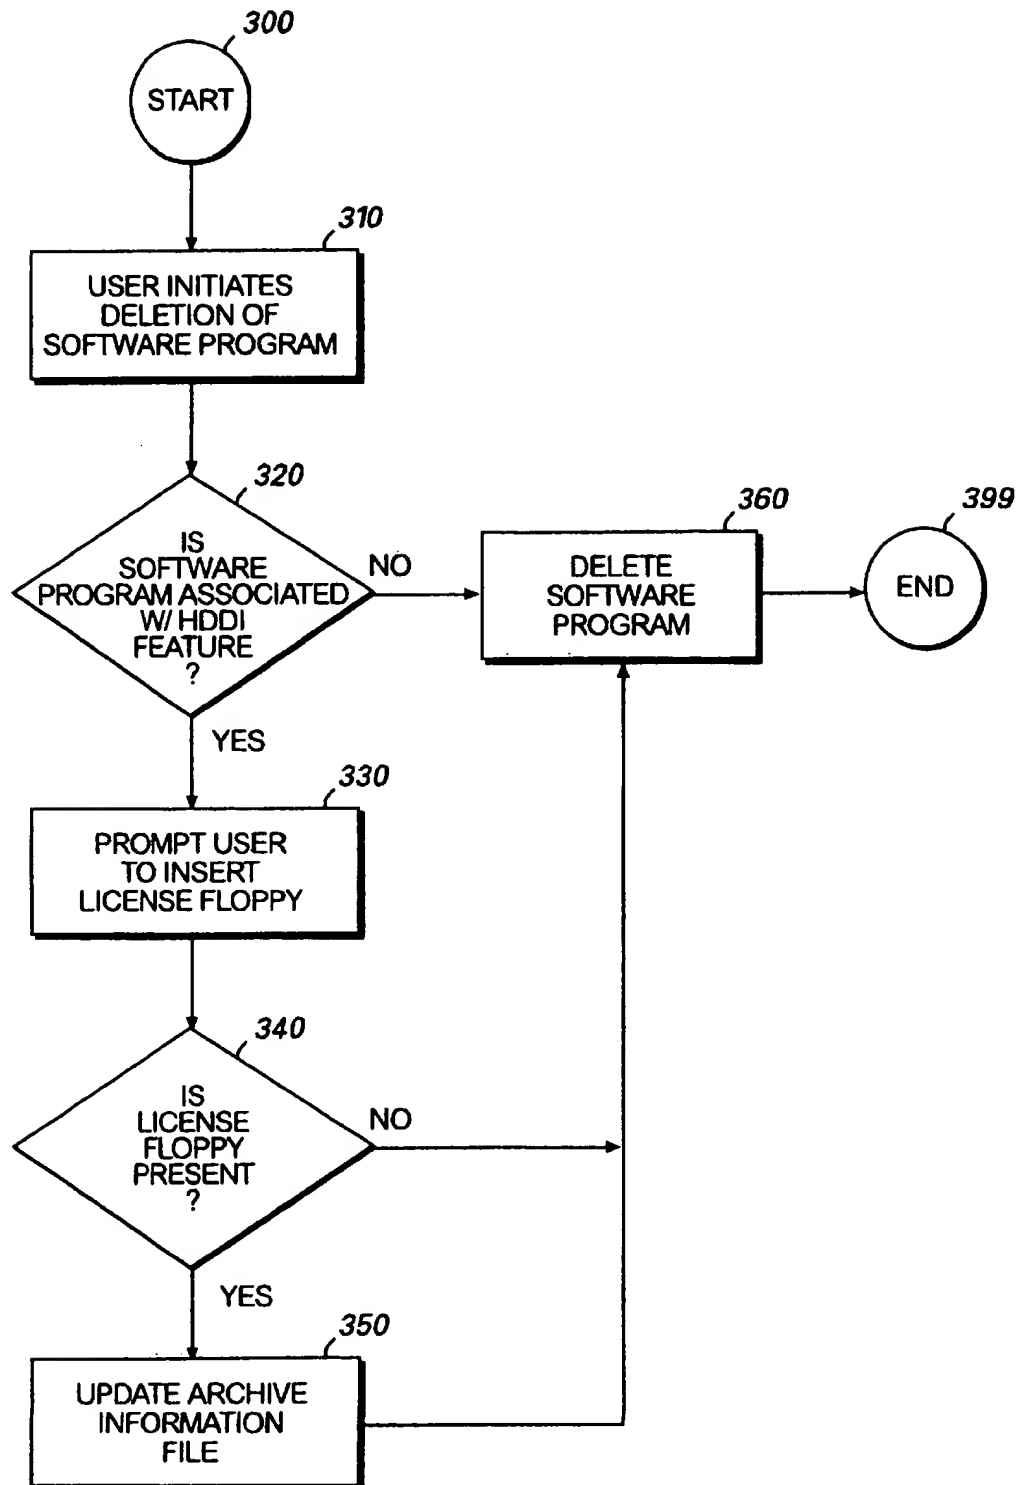 300
START
310
USER INITIATES
DELETION OF
SOFTWARE PROGRAM
320
IS
SOFTWARE
PROGRAM ASSOCIATED
W/ HDDI
FEATURE
?
NO
360
DELETE
SOFTWARE
PROGRAM
399
END
YES
330
PROMPT USER
TO INSERT
LICENSE FLOPPY
340
IS
LICENSE
FLOPPY
PRESENT
?
NO
YES
350
UPDATE ARCHIVE
INFORMATION
FILE